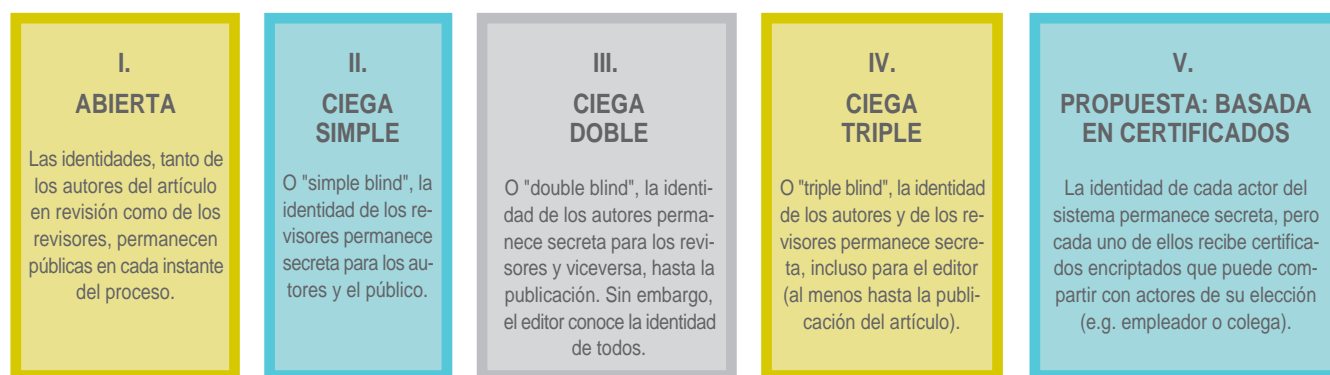 I.
ABIERTA
Las identidades, tanto de
los autores del artículo
en revisión como de los
revisores, permanecen
públicas en cada instante
del proceso.
II.
CIEGA
SIMPLE
O "simple blind", la
identidad de los re-
visores permanece
secreta para los au-
tores y el público.
III.
CIEGA
DOBLE
O "double blind", la identi-
dad de los autores perma-
nece secreta para los revi-
sores y viceversa, hasta la
publicación. Sin embargo,
el editor conoce la identidad
de todos.
IV.
CIEGA
TRIPLE
O "triple blind", la identidad
de los autores y de los re-
visores permanece secre-
ta, incluso para el editor
(al menos hasta la publi-
cación del artículo).
V.
PROPUESTA: BASADA
EN CERTIFICADOS
La identidad de cada actor del
sistema permanece secreta, pero
cada uno de ellos recibe certifica-
dos encriptados que puede com-
partir con actores de su elección
(e.g. empleador o colega).